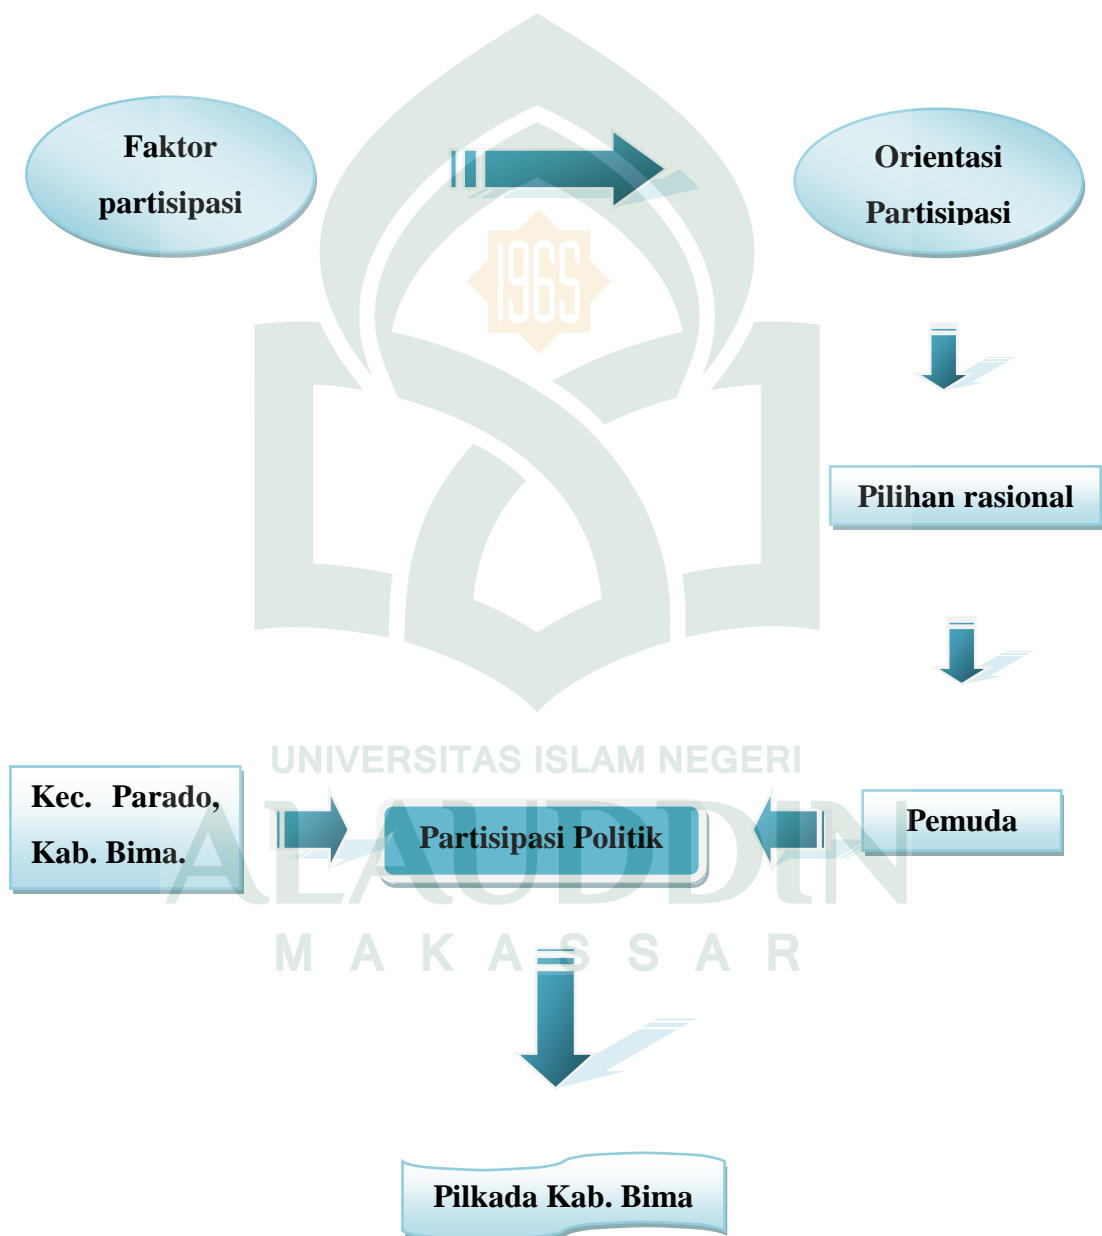 Faktor
partisipasi
Orientasi
Partisipasi
1965
Pilihan rasional
UNIVERSITAS ISLAM NEGERI
ALAUDDIN
MAKASSAR
Kec. Parado,
Kab. Bima.
Partisipasi Politik
Pemuda
Pilkada Kab. Bima